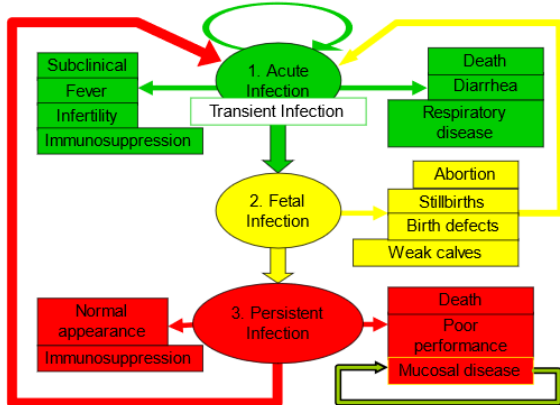 Subclinical
Fever
Infertility
Immunosuppression
1. Acute
Infection
Transient Infection
Death
Diarrhea
Respiratory
disease
2. Fetal
Infection
Abortion
Stillbirths
Birth defects
Weak calves
Normal
appearance
Immunosuppression
3. Persistent
Infection
Death
Poor
performance
Mucosal disease